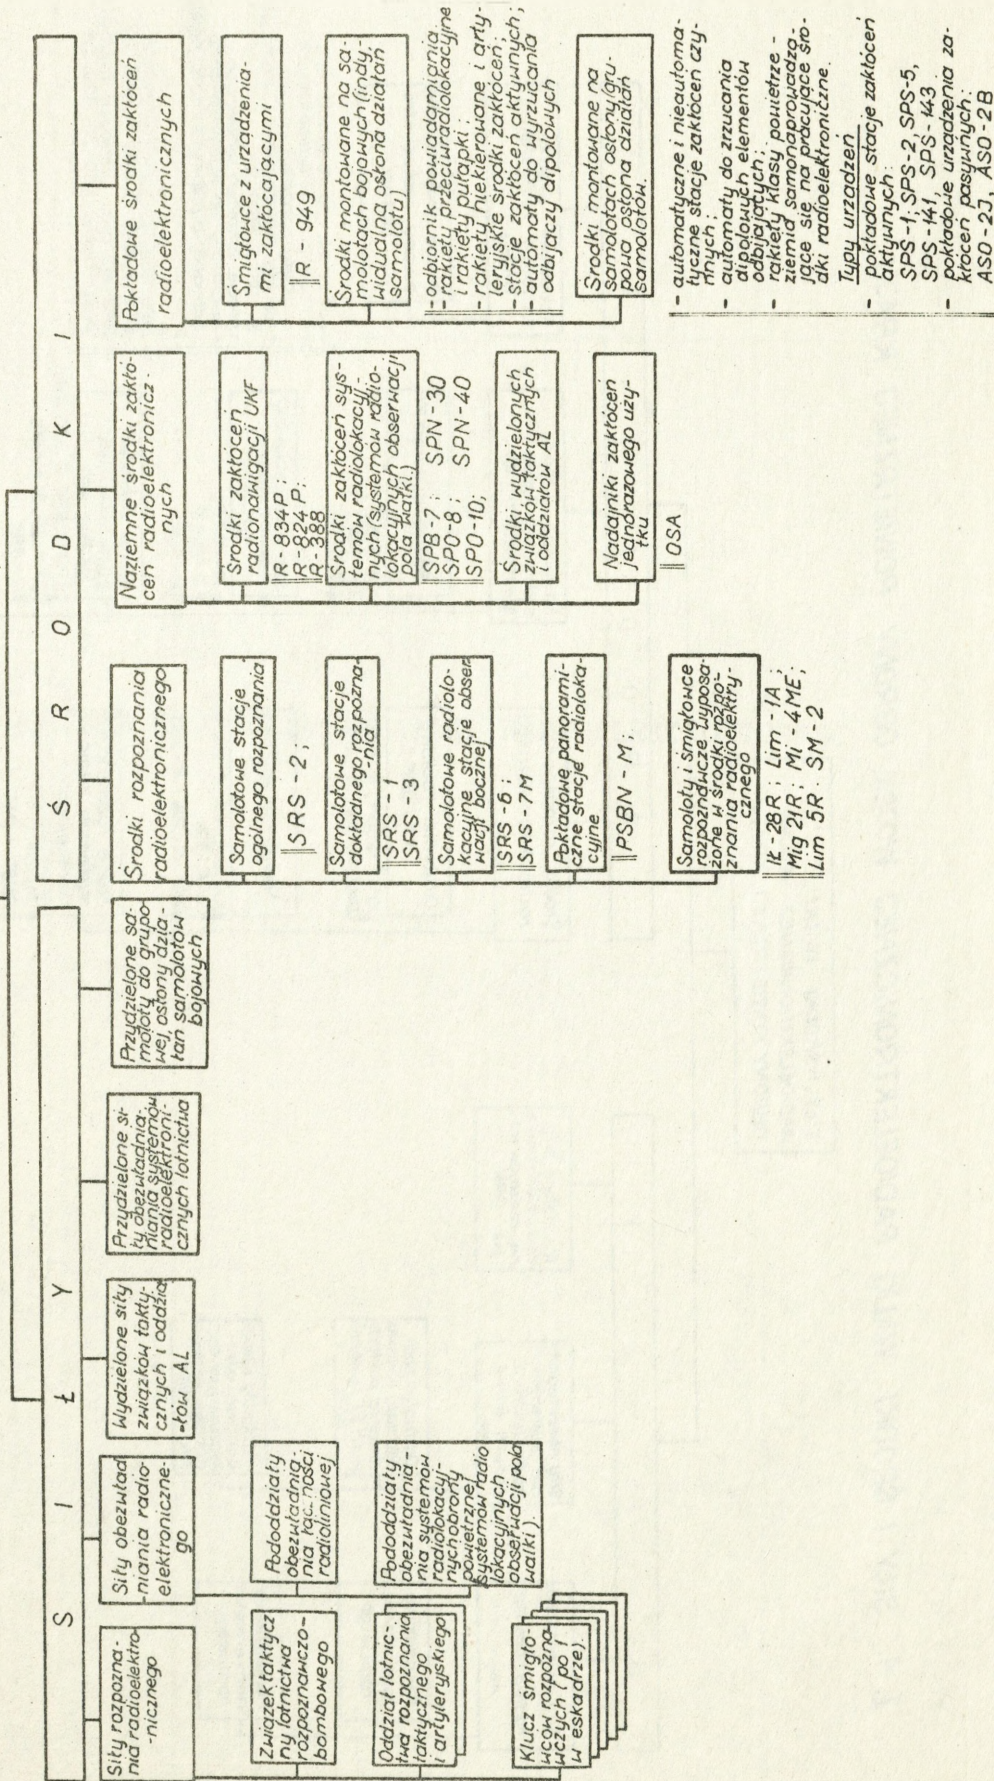 S I Ł Y
Siły rozpozna-
nia radioelektro
-nicznego
Związek taktycz
ny lotnictwa
rozpoznawczo-
bombowego
Oddział lotnic-
twa rozpoznania
taktycznego
i artyleryjskiego
Klucz śmigło-
wców rozpozna
wczych (po 1
w eskadrze).
Siły obezwład
-niania radio-
elektroniczne-
go
Pododdziały
obezwładnia-
nia łączności
radioliniowej
Pododdziały
obezwładnia-
nia systemów
radiolokacyj-
nych obrony
powietrznej
(systemów radio
lokacyjnych
obserwacji pola
walki).
Wydzielone siły
związków takty-
cznych i oddzia
-łów AL
Przydzielone si-
ły obezwładnia-
niania systemów
radioelektroni-
cznych lotnictwa
Przydzielone sa-
moloty do grupo
wej osłony dzia-
łań samolotów
bojowych
Ś R O D K I
Środki rozpoznania
radioelektronicznego
Samolotowe stacje
ogólnego rozpoznania
SRS-2;
Samolotowe stacje
dokładnego rozpozna-
-nia
SRS-1
SRS-3
Samolotowe radiolo-
kacyjne stacje obser
wacji bocznej
SRS-6;
SRS-7M
Pokładowe panorami-
czne stacje radioloka-
cyjne
PSBN-M;
Samoloty i śmigłowce
rozpoznawcze wyposa-
żone w środki rozpo-
znania radioelektry-
cznego
Ił-28R; Lim-1A;
Mig 21R; Mi-4ME;
Lim 5R. SM-2
Naziemne środki zakłó-
ceń radioelektronicz-
nych
Środki zakłóceń
radionawigacji UKF
R-834P;
R-824P;
R-388
Środki zakłóceń sys-
temów radiolokacyj-
nych (systemów radio-
lokacyjnych obserwacji
pola walki)
SPB-7; SPN-30
SPO-8; SPN-40
SPO-10;
Środki wydzielonych
związków taktycznych
i oddziałów AL
Nadajniki zakłóceń
jednorazowego uży-
tku
OSA
Pokładowe środki zakłóceń
radioelektronicznych
Śmigłowce z urządzenia-
mi zakłócającymi
R-949
Środki montowane na sa-
molotach bojowych (indy-
widualna osłona działań
samolotu)
- odbiornik powiadamiania
- rakiety przeciwradiolokacyjne
i rakiety pułapki;
- rakiety niekierowane i arty-
leryjskie środki zakłóceń;
- stacje zakłóceń aktywnych;
- automaty do wyrzucania
odbijaczy dipolowych
Środki montowane na
samolotach osłony (gru-
powa osłona działań
samolotów.
- automatyczne i nieautoma-
tyczne stacje zakłóceń czy-
nnych;
- automaty do zrzucania
dipolowych elementów
odbijających;
- rakiety klasy powietrze -
ziemia samonaprowadza-
jące się na pracujące śro-
dki radioelektroniczne.
Typy urządzeń
- pokładowe stacje zakłóceń
aktywnych:
SPS-1; SPS-2, SPS-5,
SPS-141, SPS-143
- pokładowe urządzenia za-
kłóceń pasywnych:
ASO-2J, ASO-2B